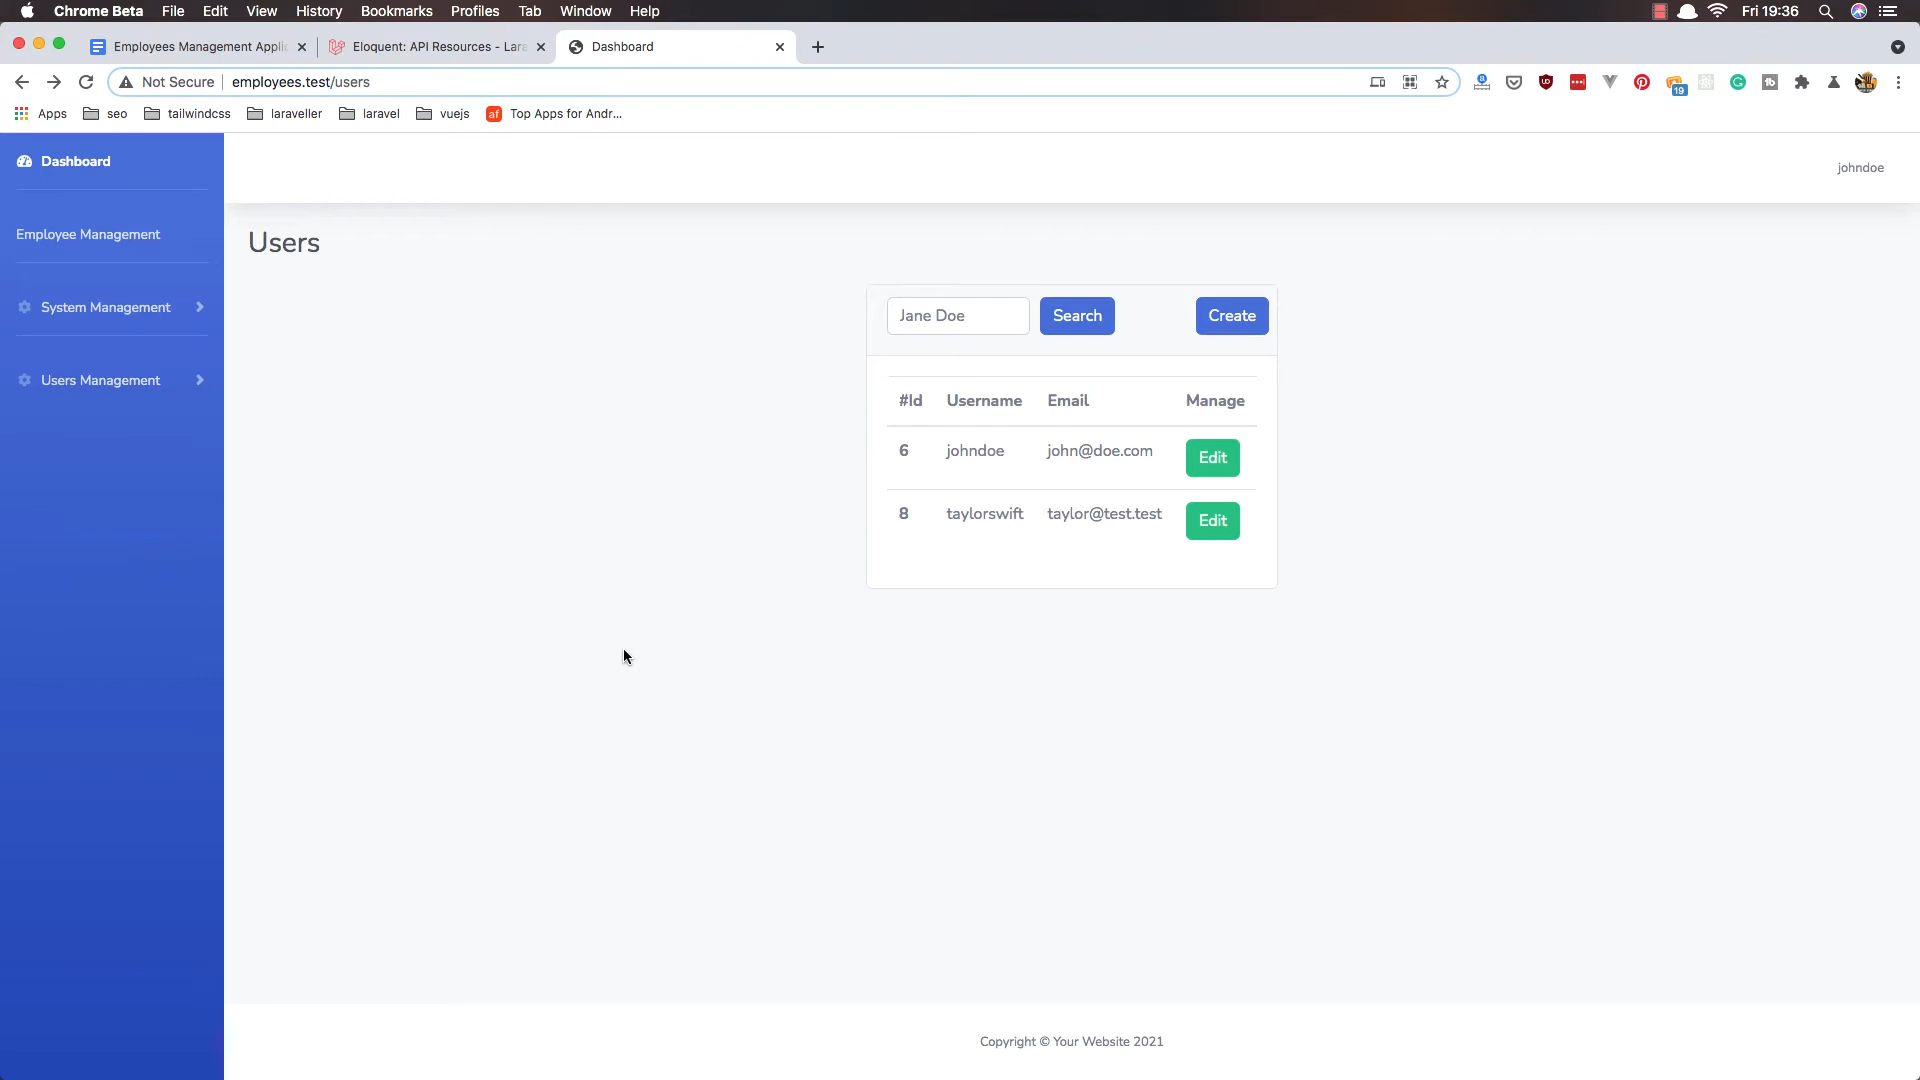 Chrome Beta File Edit View History Bookmarks Profiles Tab Window Help Fri 19:36
Employees Management Applic Eloquent: API Resources - Lara Dashboard
Not Secure employees.test/users 8 19
Apps seo tailwindcss laraveller laravel vuejs af Top Apps for Andr...
Dashboard
johndoe
Employee Management
Users
System Management
Jane Doe Search Create
Users Management
#Id Username Email Manage
6 johndoe john@doe.com Edit
8 taylorswift taylor@test.test Edit
Copyright © Your Website 2021